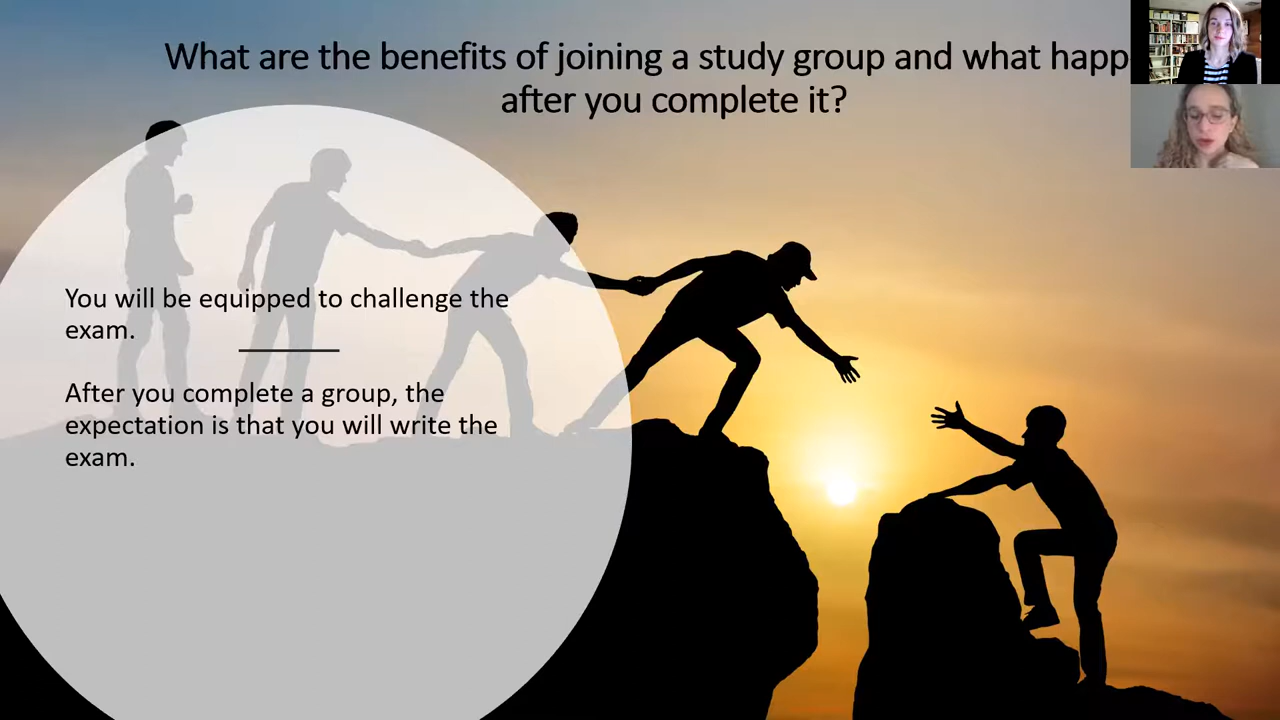 What are the benefits of joining a study group and what
after you complete it?
You will be equipped to challenge the
exam.
After you complete a group, the
expectation is that you will write the
exam.